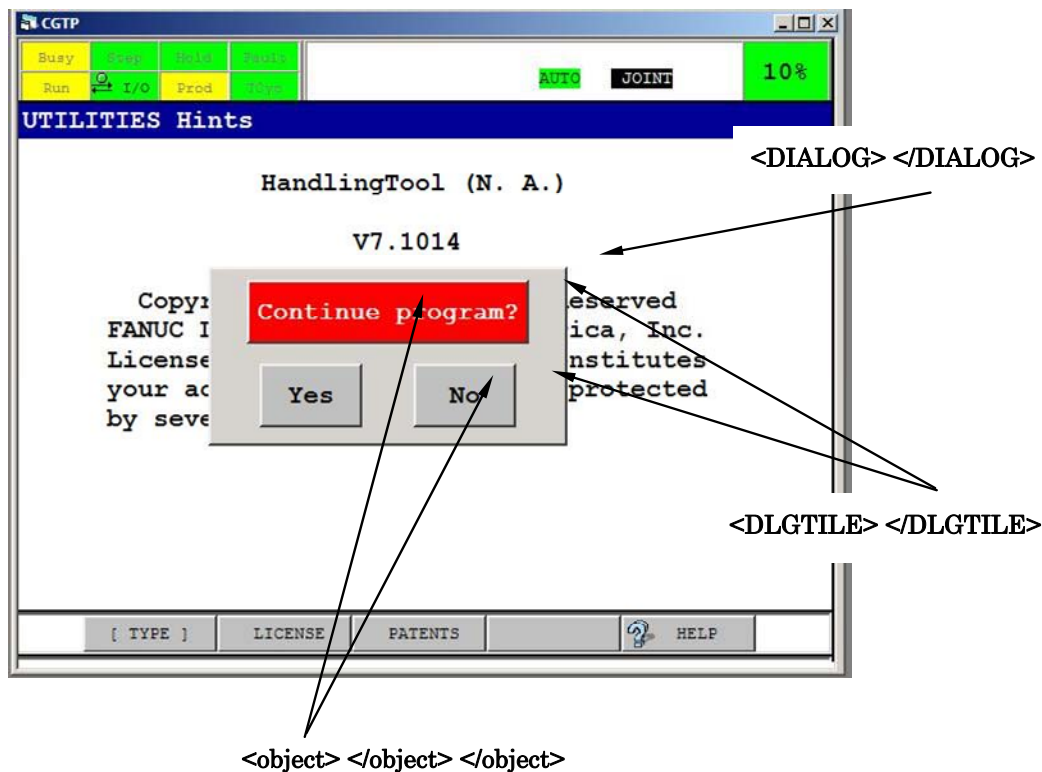 CGTP
Busy Step Hold Fault
Run I/O Prod TCyc
AUTO JOINT
10%
UTILITIES Hints
<DIALOG> </DIALOG>
HandlingTool (N. A.)
V7.1014
Copyr eserved
FANUC I ica, Inc.
License nstitutes
your ac protected
by seve
Continue program?
Yes No
<DLGTILE> </DLGTILE>
[ TYPE ] LICENSE PATENTS HELP
<object> </object> </object>